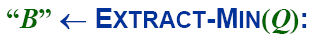 “B” ← EXTRACT-MIN(Q):